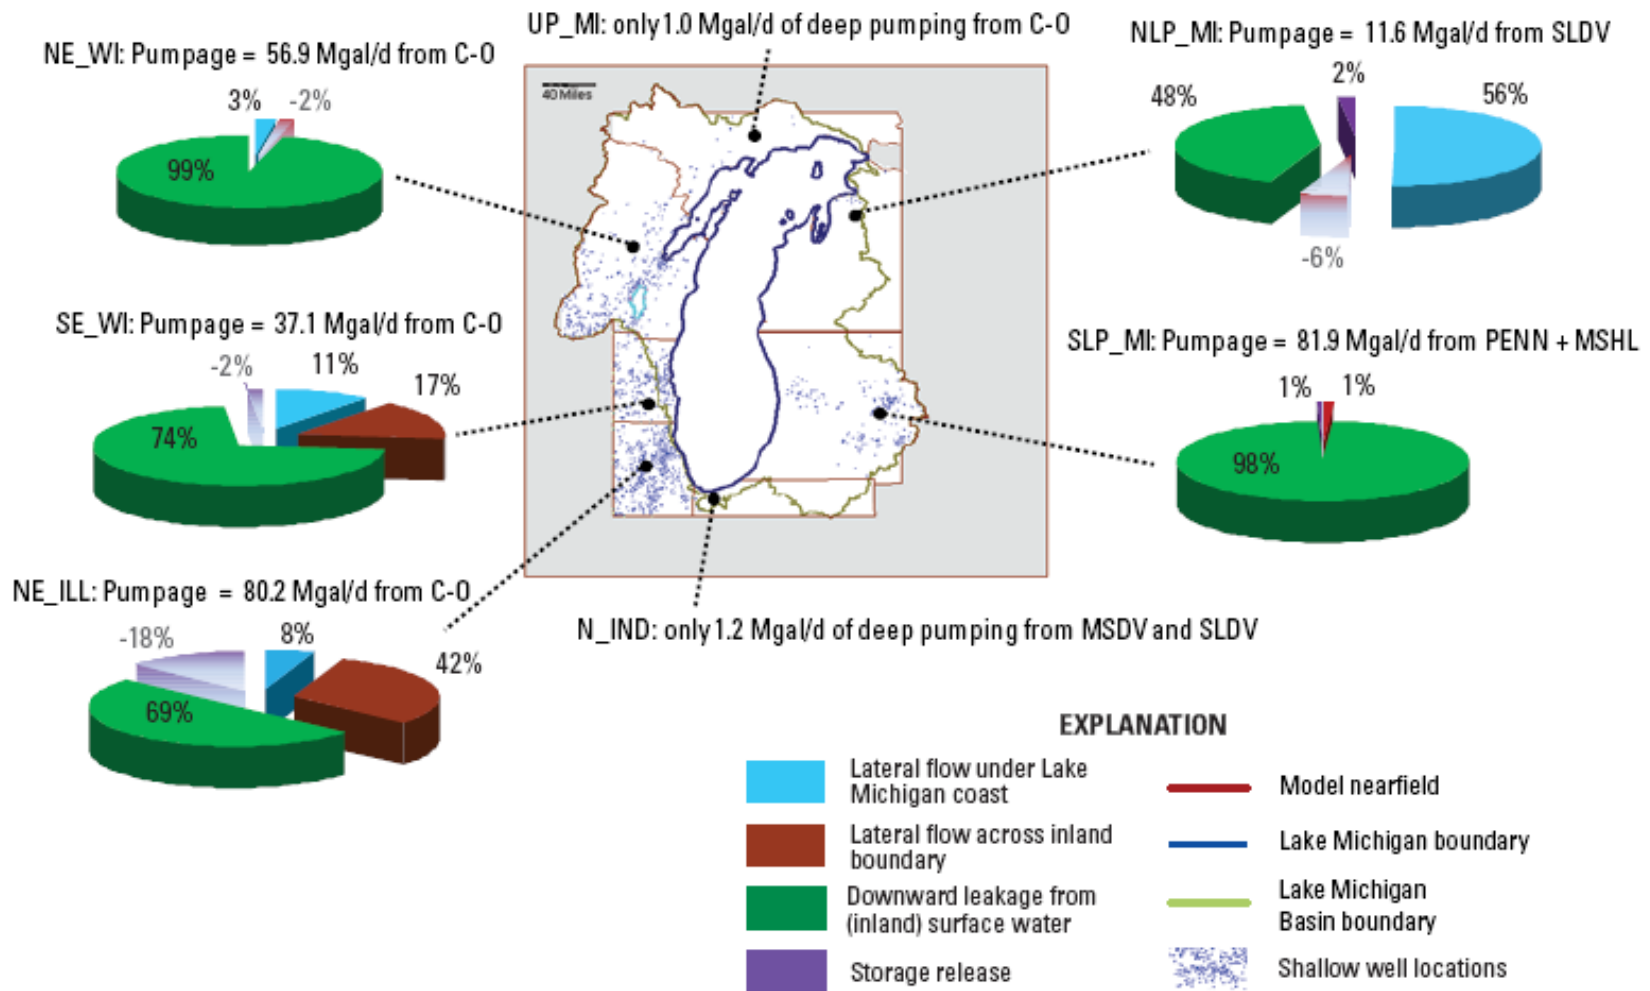 UP_MI: only 1.0 Mgal/d of deep pumping from C-O
NE_WI: Pumpage = 56.9 Mgal/d from C-O
3%
-2%
99%
NLP_MI: Pumpage = 11.6 Mgal/d from SLDV
2%
48%
56%
-6%
40 Miles
SE_WI: Pumpage = 37.1 Mgal/d from C-O
-2%
11%
17%
74%
SLP_MI: Pumpage = 81.9 Mgal/d from PENN + MSHL
1%
1%
98%
NE_ILL: Pumpage = 80.2 Mgal/d from C-O
-18%
8%
42%
69%
N_IND: only 1.2 Mgal/d of deep pumping from MSDV and SLDV
EXPLANATION
Lateral flow under Lake
Michigan coast
Lateral flow across inland
boundary
Downward leakage from
(inland) surface water
Storage release
Model nearfield
Lake Michigan boundary
Lake Michigan
Basin boundary
Shallow well locations